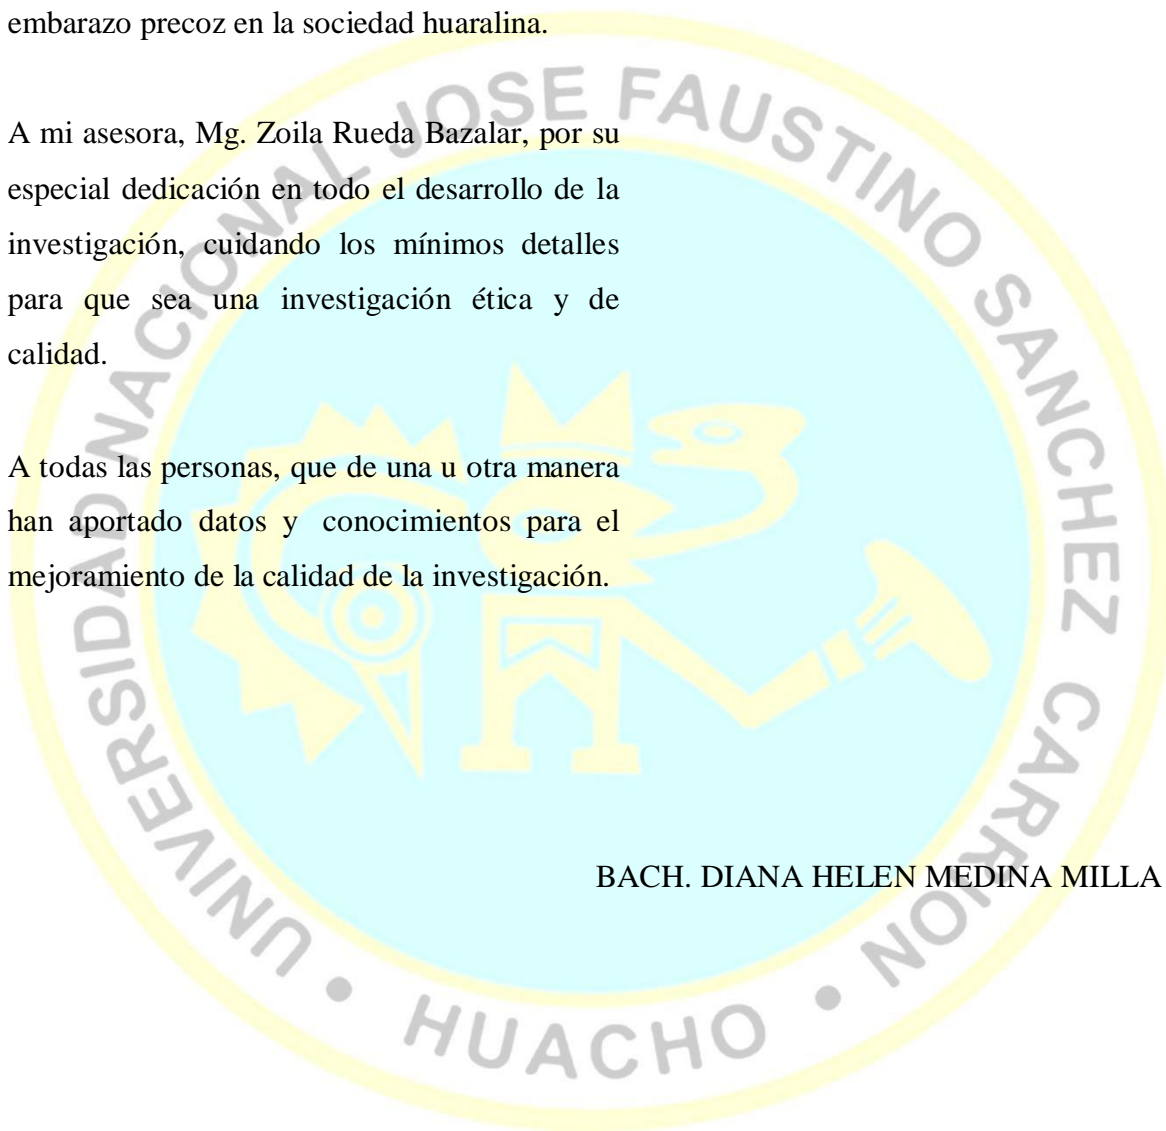 embarazo precoz en la sociedad huaralina.
A mi asesora, Mg. Zoila Rueda Bazalar, por su
especial dedicación en todo el desarrollo de la
investigación, cuidando los mínimos detalles
para que sea una investigación ética y de
calidad.
A todas las personas, que de una u otra manera
han aportado datos y conocimientos para el
mejoramiento de la calidad de la investigación.
BACH. DIANA HELEN MEDINA MILLA
UNIVERSIDAD NACIONAL JOSE FAUSTINO SANCHEZ CARRION
• HUACHO •